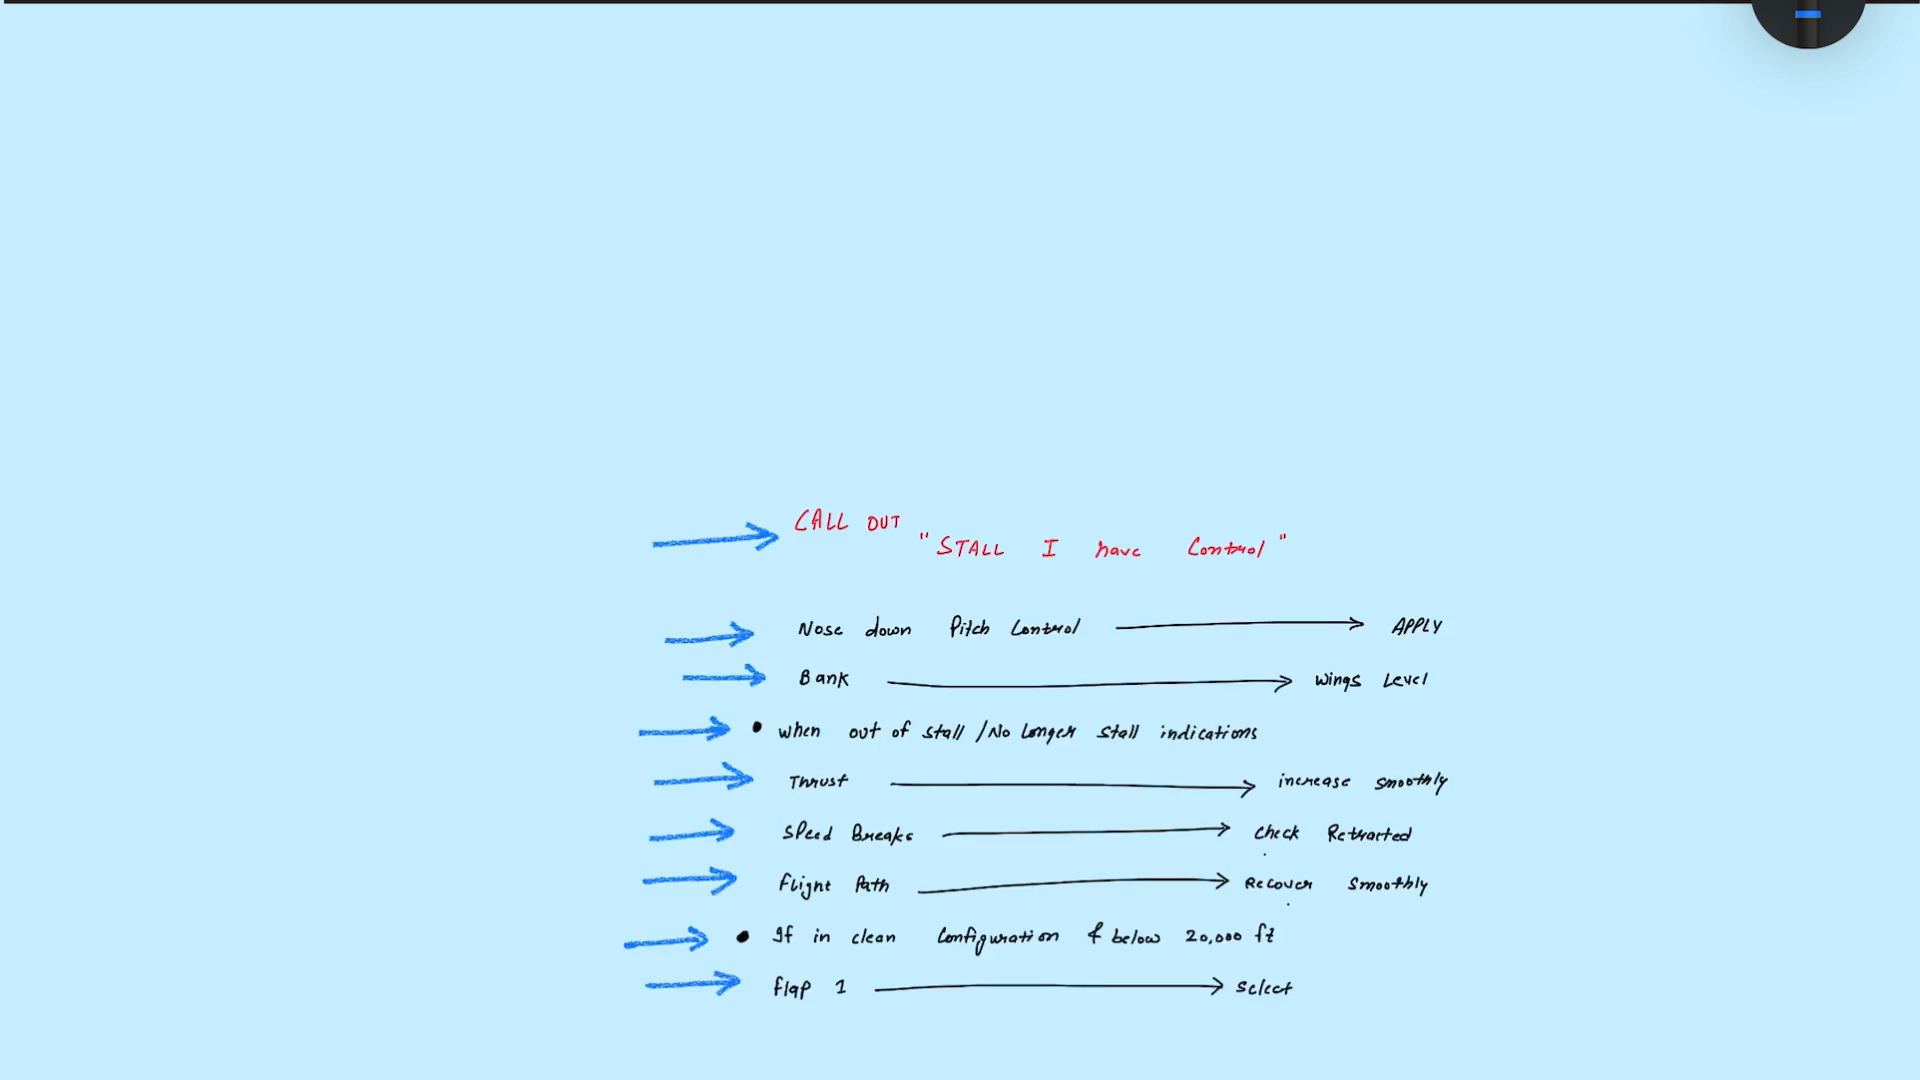 CALL OUT
"STALL I have Control"
Nose down Pitch Control APPLY
Bank Wings Level
• When out of stall / No Longer stall indications
Thrust increase smoothly
Speed Breaks Check Retracted
Flight Path Recover Smoothly
• If in clean Configuration & below 20,000 ft
Flap 1 Select